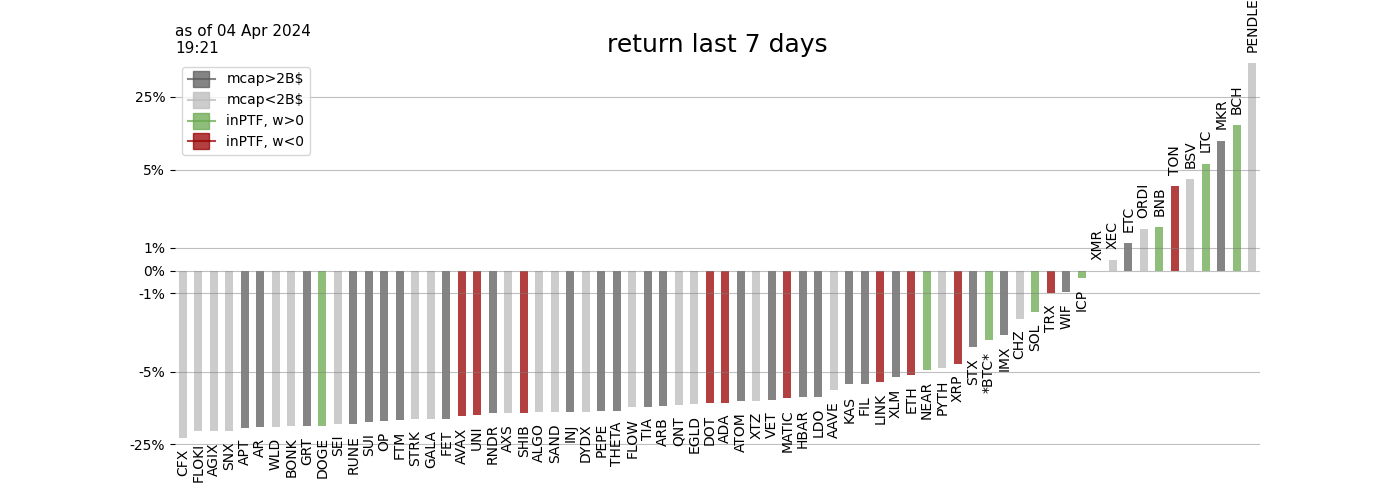 as of 04 Apr 2024
19:21
return last 7 days
mcap>2B$
mcap<2B$
inPTF, w>0
inPTF, w<0
25%
5%
1%
0%
-1%
-5%
-25%
CFX
FLOKI
AGIX
SNX
APT
AR
WLD
BONK
GRT
DOGE
SEI
RUNE
SUI
OP
FTM
STRK
GALA
FET
AVAX
UNI
RNDR
AXS
SHIB
ALGO
SAND
INJ
DYDX
PEPE
THETA
FLOW
TIA
ARB
QNT
EGLD
DOT
ADA
ATOM
XTZ
VET
MATIC
HBAR
LDO
AAVE
KAS
FIL
LINK
XLM
ETH
NEAR
PYTH
XRP
STX
*BTC*
IMX
CHZ
SOL
TRX
WIF
ICP
XMR
XEC
ETC
ORDI
BNB
TON
BSV
LTC
MKR
BCH
PENDLE